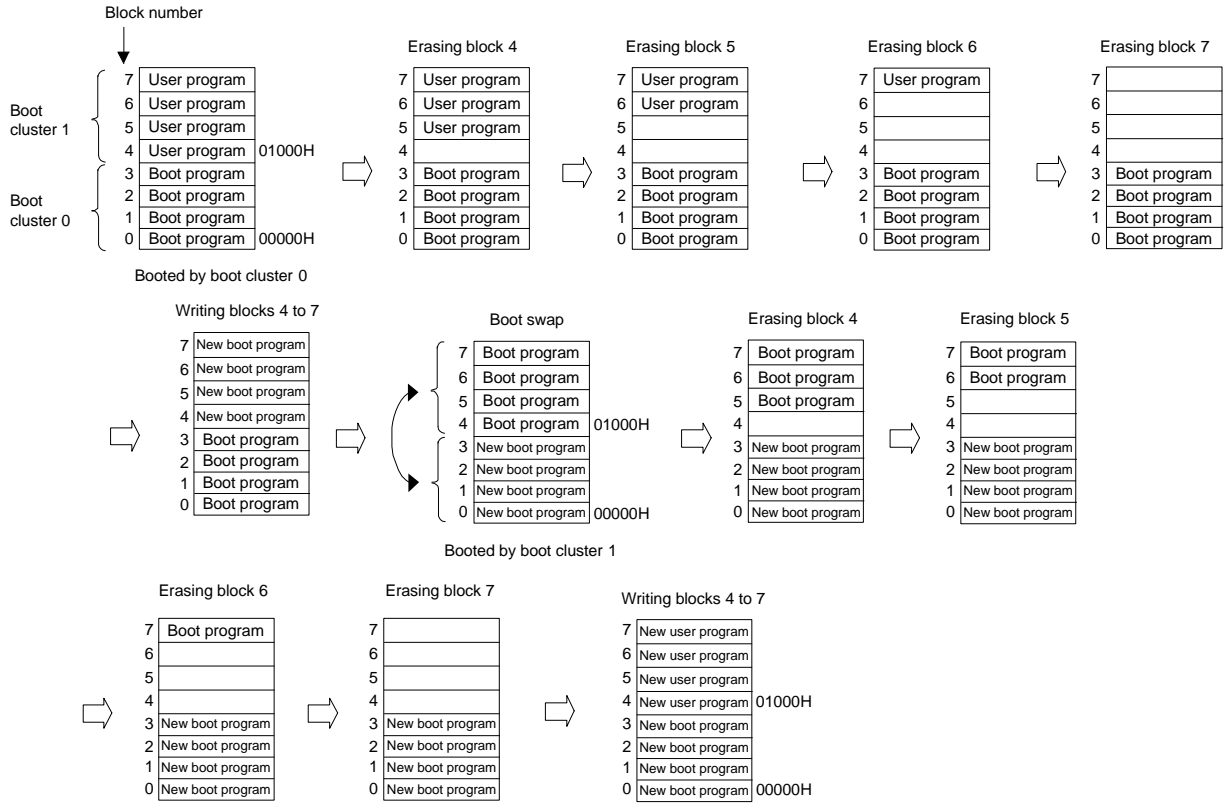 Block number
Boot cluster 1
Boot cluster 0
7 User program
6 User program
5 User program
4 User program 01000H
3 Boot program
2 Boot program
1 Boot program
0 Boot program 00000H
Booted by boot cluster 0
Erasing block 4
7 User program
6 User program
5 User program
4
3 Boot program
2 Boot program
1 Boot program
0 Boot program
Erasing block 5
7 User program
6 User program
5
4
3 Boot program
2 Boot program
1 Boot program
0 Boot program
Erasing block 6
7 User program
6
5
4
3 Boot program
2 Boot program
1 Boot program
0 Boot program
Erasing block 7
7
6
5
4
3 Boot program
2 Boot program
1 Boot program
0 Boot program
Writing blocks 4 to 7
7 New boot program
6 New boot program
5 New boot program
4 New boot program
3 Boot program
2 Boot program
1 Boot program
0 Boot program
Boot swap
7 Boot program
6 Boot program
5 Boot program
4 Boot program 01000H
3 New boot program
2 New boot program
1 New boot program
0 New boot program 00000H
Booted by boot cluster 1
Erasing block 4
7 Boot program
6 Boot program
5 Boot program
4
3 New boot program
2 New boot program
1 New boot program
0 New boot program
Erasing block 5
7 Boot program
6 Boot program
5
4
3 New boot program
2 New boot program
1 New boot program
0 New boot program
Erasing block 6
7 Boot program
6
5
4
3 New boot program
2 New boot program
1 New boot program
0 New boot program
Erasing block 7
7
6
5
4
3 New boot program
2 New boot program
1 New boot program
0 New boot program
Writing blocks 4 to 7
7 New user program
6 New user program
5 New user program
4 New user program 01000H
3 New boot program
2 New boot program
1 New boot program
0 New boot program 00000H